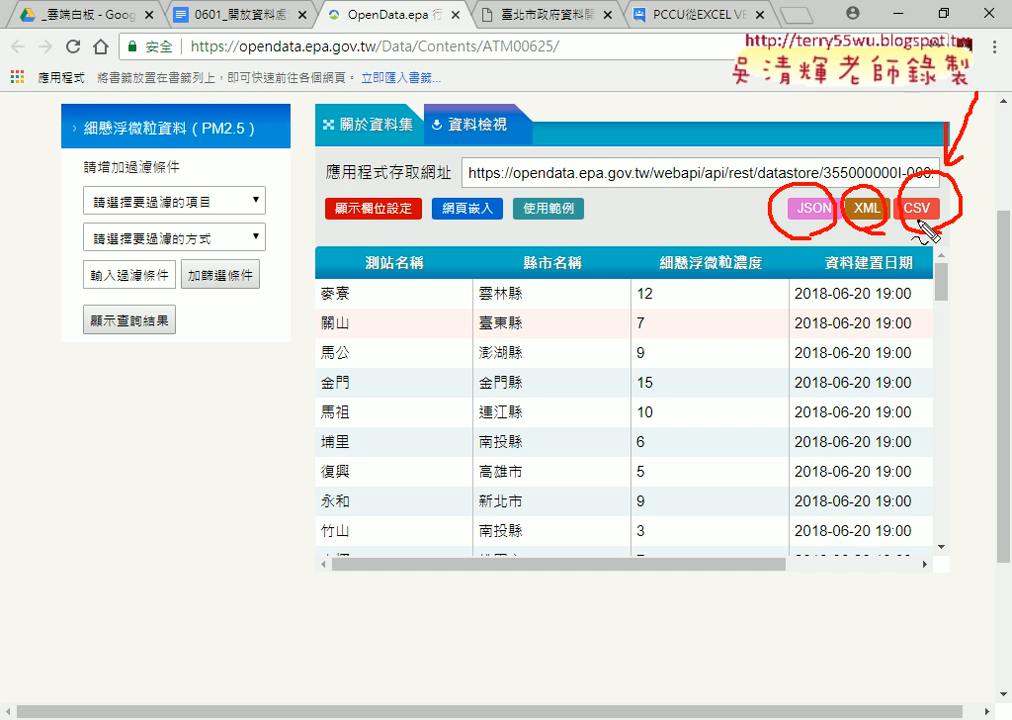 _雲端白板 - Goog
0601_開放資料處
OpenData.epa 行
臺北市政府資料開
PCCU從EXCEL VB
安全
https://opendata.epa.gov.tw/Data/Contents/ATM00625/
http://terry55wu.blogspot.tw
吳清輝老師錄製
應用程式
將書籤放置在書籤列上，即可快速前往各個網頁。
立即匯入書籤...
細懸浮微粒資料 ( PM2.5 )
請增加過濾條件
請選擇要過濾的項目
請選擇要過濾的方式
輸入過濾條件
加篩選條件
顯示查詢結果
關於資料集
資料檢視
應用程式存取網址
https://opendata.epa.gov.tw/webapi/api/rest/datastore/355000000I-000
顯示欄位設定
網頁嵌入
使用範例
JSON
XML
CSV
測站名稱 縣市名稱 細懸浮微粒濃度 資料建置日期
麥寮 雲林縣 12 2018-06-20 19:00
關山 臺東縣 7 2018-06-20 19:00
馬公 澎湖縣 9 2018-06-20 19:00
金門 金門縣 15 2018-06-20 19:00
馬祖 連江縣 10 2018-06-20 19:00
埔里 南投縣 6 2018-06-20 19:00
復興 高雄市 5 2018-06-20 19:00
永和 新北市 9 2018-06-20 19:00
竹山 南投縣 3 2018-06-20 19:00